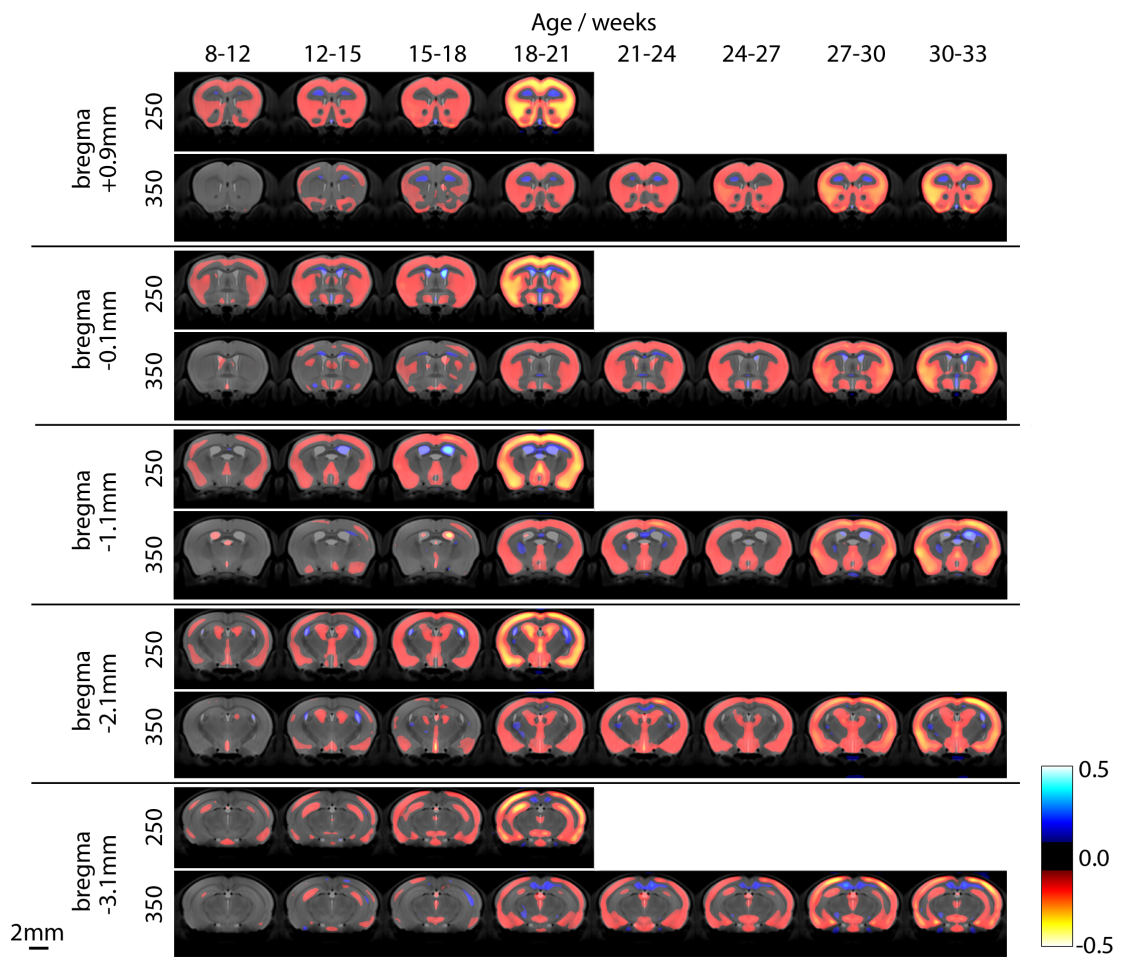 Age / weeks
8-12 12-15 15-18 18-21 21-24 24-27 27-30 30-33
bregma
+0.9mm
250
350
bregma
-0.1mm
250
350
bregma
-1.1mm
250
350
bregma
-2.1mm
250
350
bregma
-3.1mm
250
350
2mm
0.5
0.0
-0.5